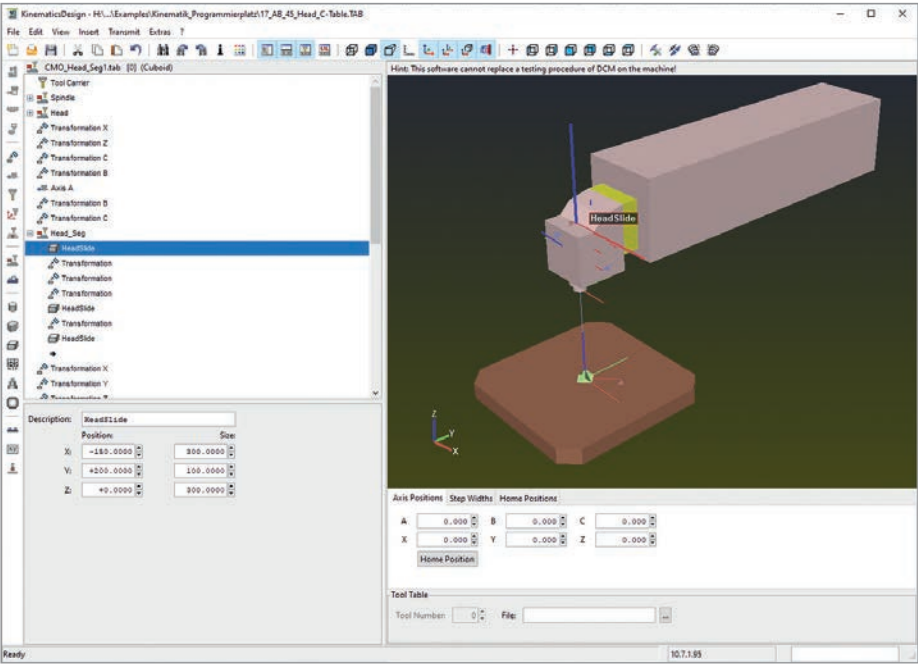 KinematicsDesign - H:\...\Examples\Kinematik_Programmierplatz\17_AB_45_Head_C-Table.TAB
File Edit View Insert Transmit Extras ?
CMO_Head_Seg1.tab [0] (Cuboid)
Tool Carrier
Spindle
Head
Transformation X
Transformation Z
Transformation C
Transformation B
Axis A
Transformation B
Transformation C
Head_Seg
HeadSlide
Transformation
Transformation
Transformation
HeadSlide
Transformation
HeadSlide
Transformation X
Transformation Y
Transformation Z
Description: HeadSlide
Position: Size:
X: -150.0000 300.0000
Y: +200.0000 100.0000
Z: +0.0000 300.0000
Hint: This software cannot replace a testing procedure of DCM on the machine!
HeadSlide
Z
Y
X
Axis Positions Step Widths Home Positions
A 0.000 B 0.000 C 0.000
X 0.000 Y 0.000 Z 0.000
Home Position
Tool Table
Tool Number: 0 File: ...
Ready 10.7.1.95